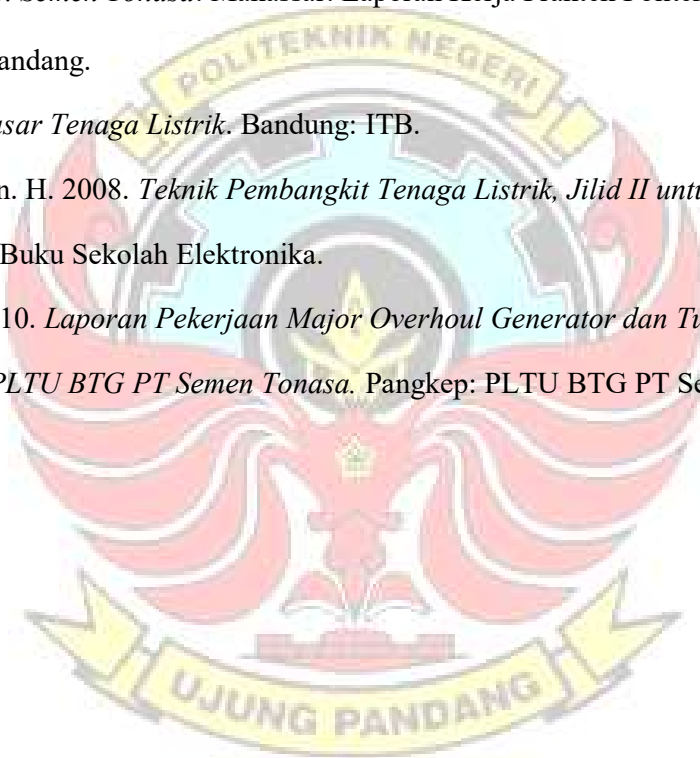 Semen Tonasa. Makassar: Laporan Kerja Praktek
andang.
POLITEKNIK NEGERI
asar Tenaga Listrik. Bandung: ITB.
n. H. 2008. Teknik Pembangkit Tenaga Listrik, Jilid II untu
Buku Sekolah Elektronika.
10. Laporan Pekerjaan Major Overhoul Generator dan Tu
PLTU BTG PT Semen Tonasa. Pangkep: PLTU BTG PT Se
UJUNG PANDANG